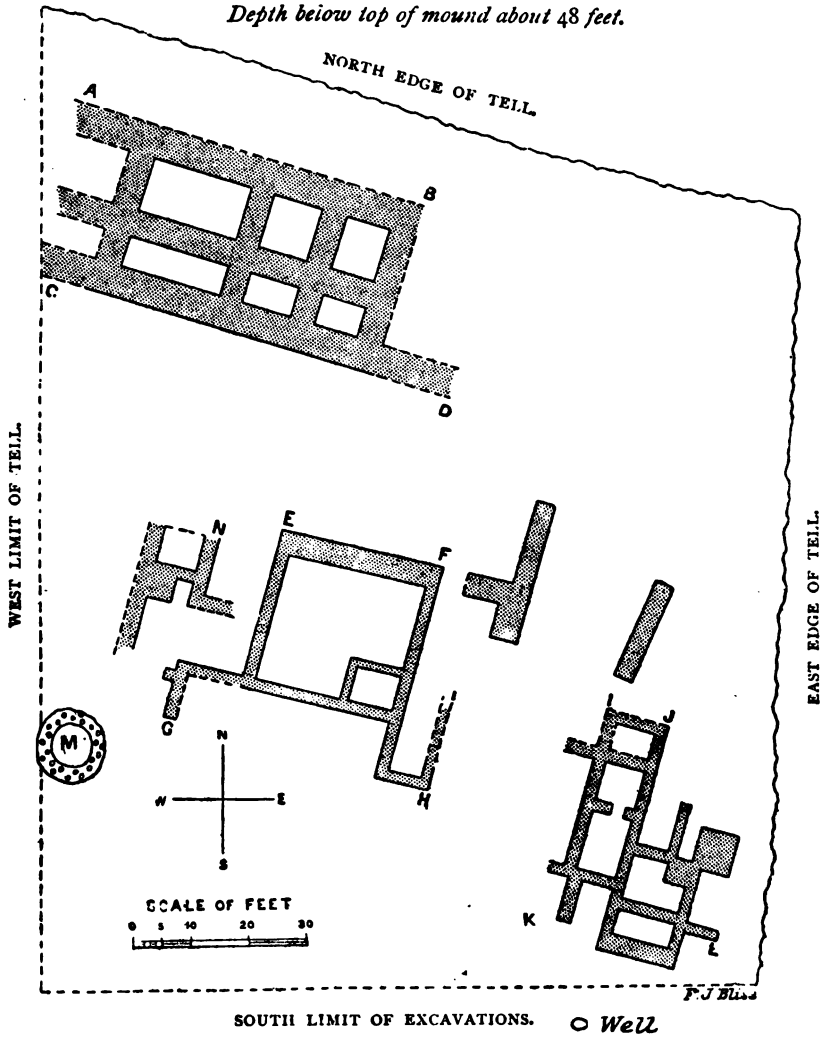 Depth below top of mound about 48 feet.
NORTH EDGE OF TELL.
A
B
C
D
WEST LIMIT OF TELL.
EAST EDGE OF TELL.
N
E
F
G
H
I
J
K
L
M
N
W
E
S
SCALE OF FEET
0 5 10 20 30
F. J. Bliss
SOUTH LIMIT OF EXCAVATIONS.
Well